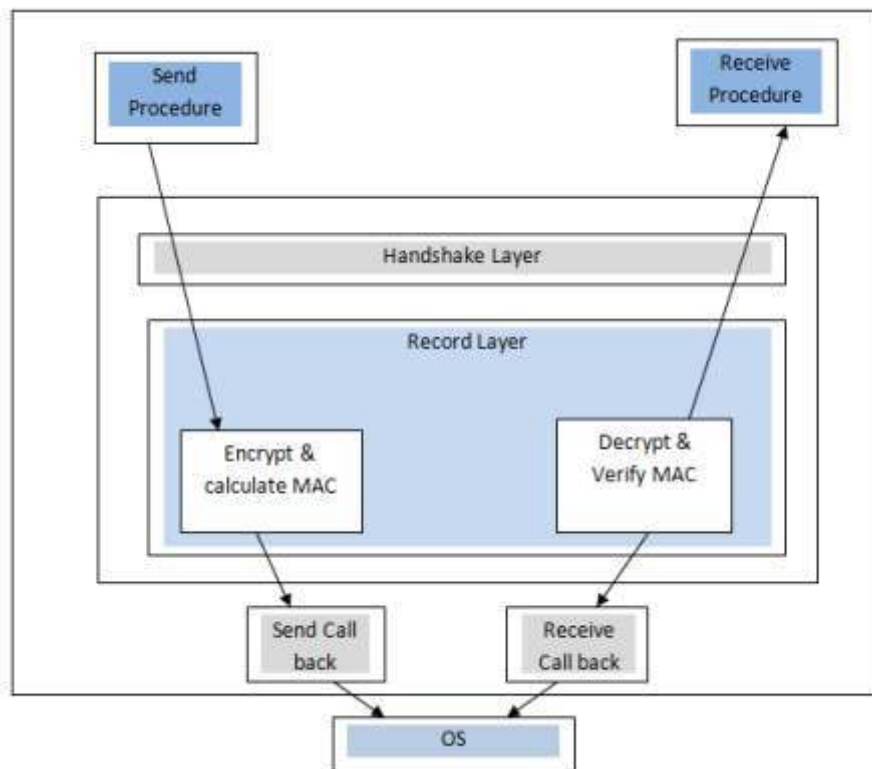 Send
Procedure
Receive
Procedure
Handshake Layer
Record Layer
Encrypt &
calculate MAC
Decrypt &
Verify MAC
Send Call
back
Receive
Call back
OS